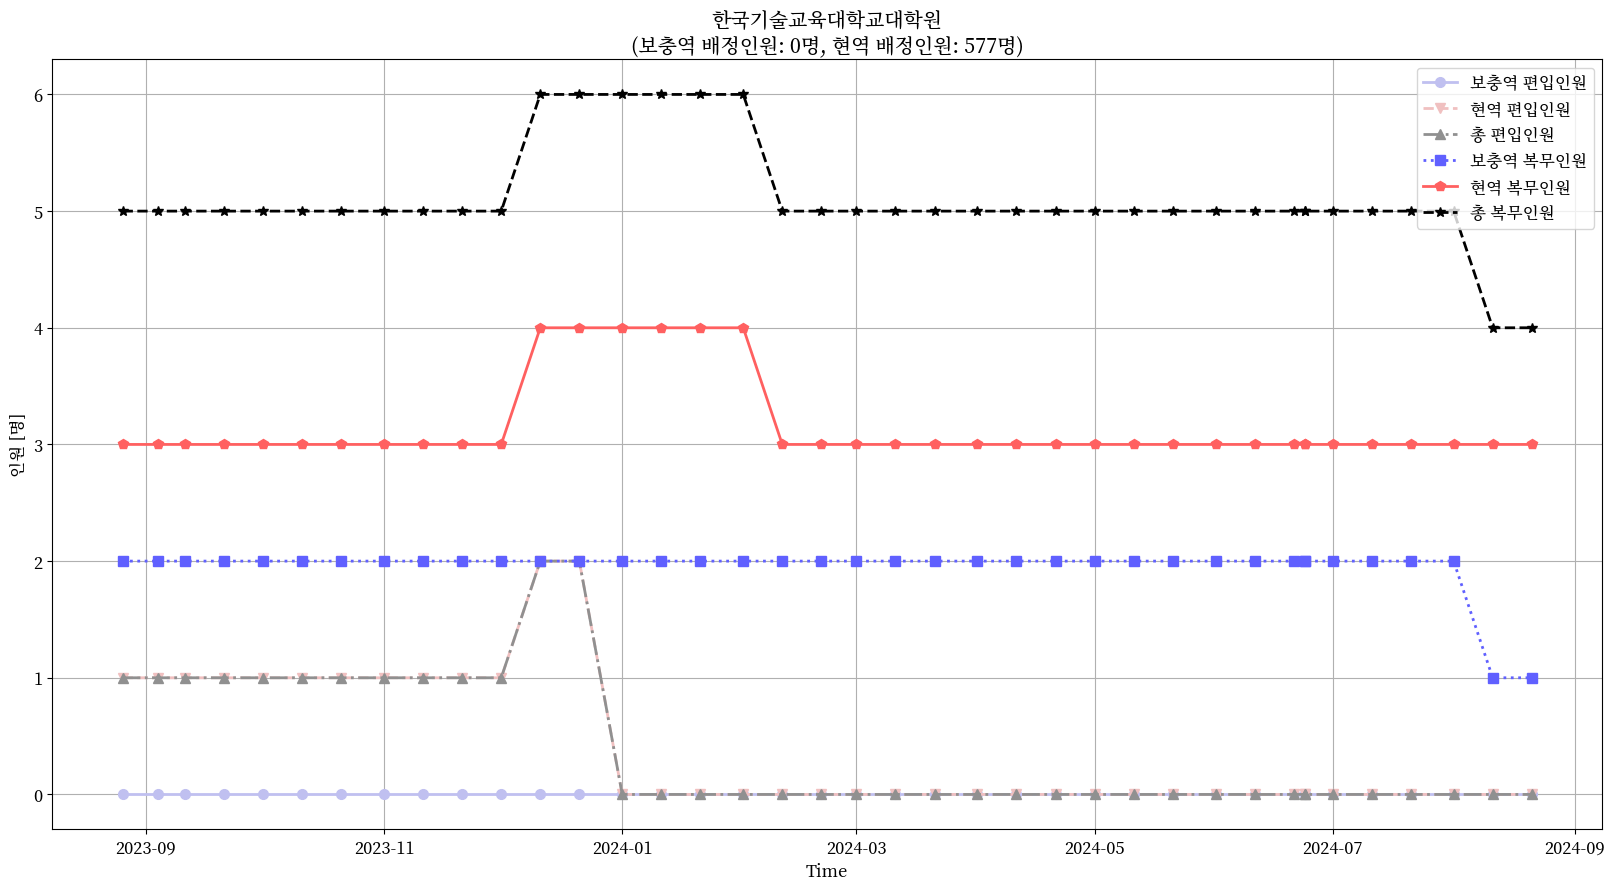 한국기술교육대학교대학원
(보충역 배정인원: 0명, 현역 배정인원: 577명)
보충역 편입인원
현역 편입인원
총 편입인원
보충역 복무인원
현역 복무인원
총 복무인원
인원 [명]
6
5
4
3
2
1
0
2023-09
2023-11
2024-01
2024-03
2024-05
2024-07
2024-09
Time